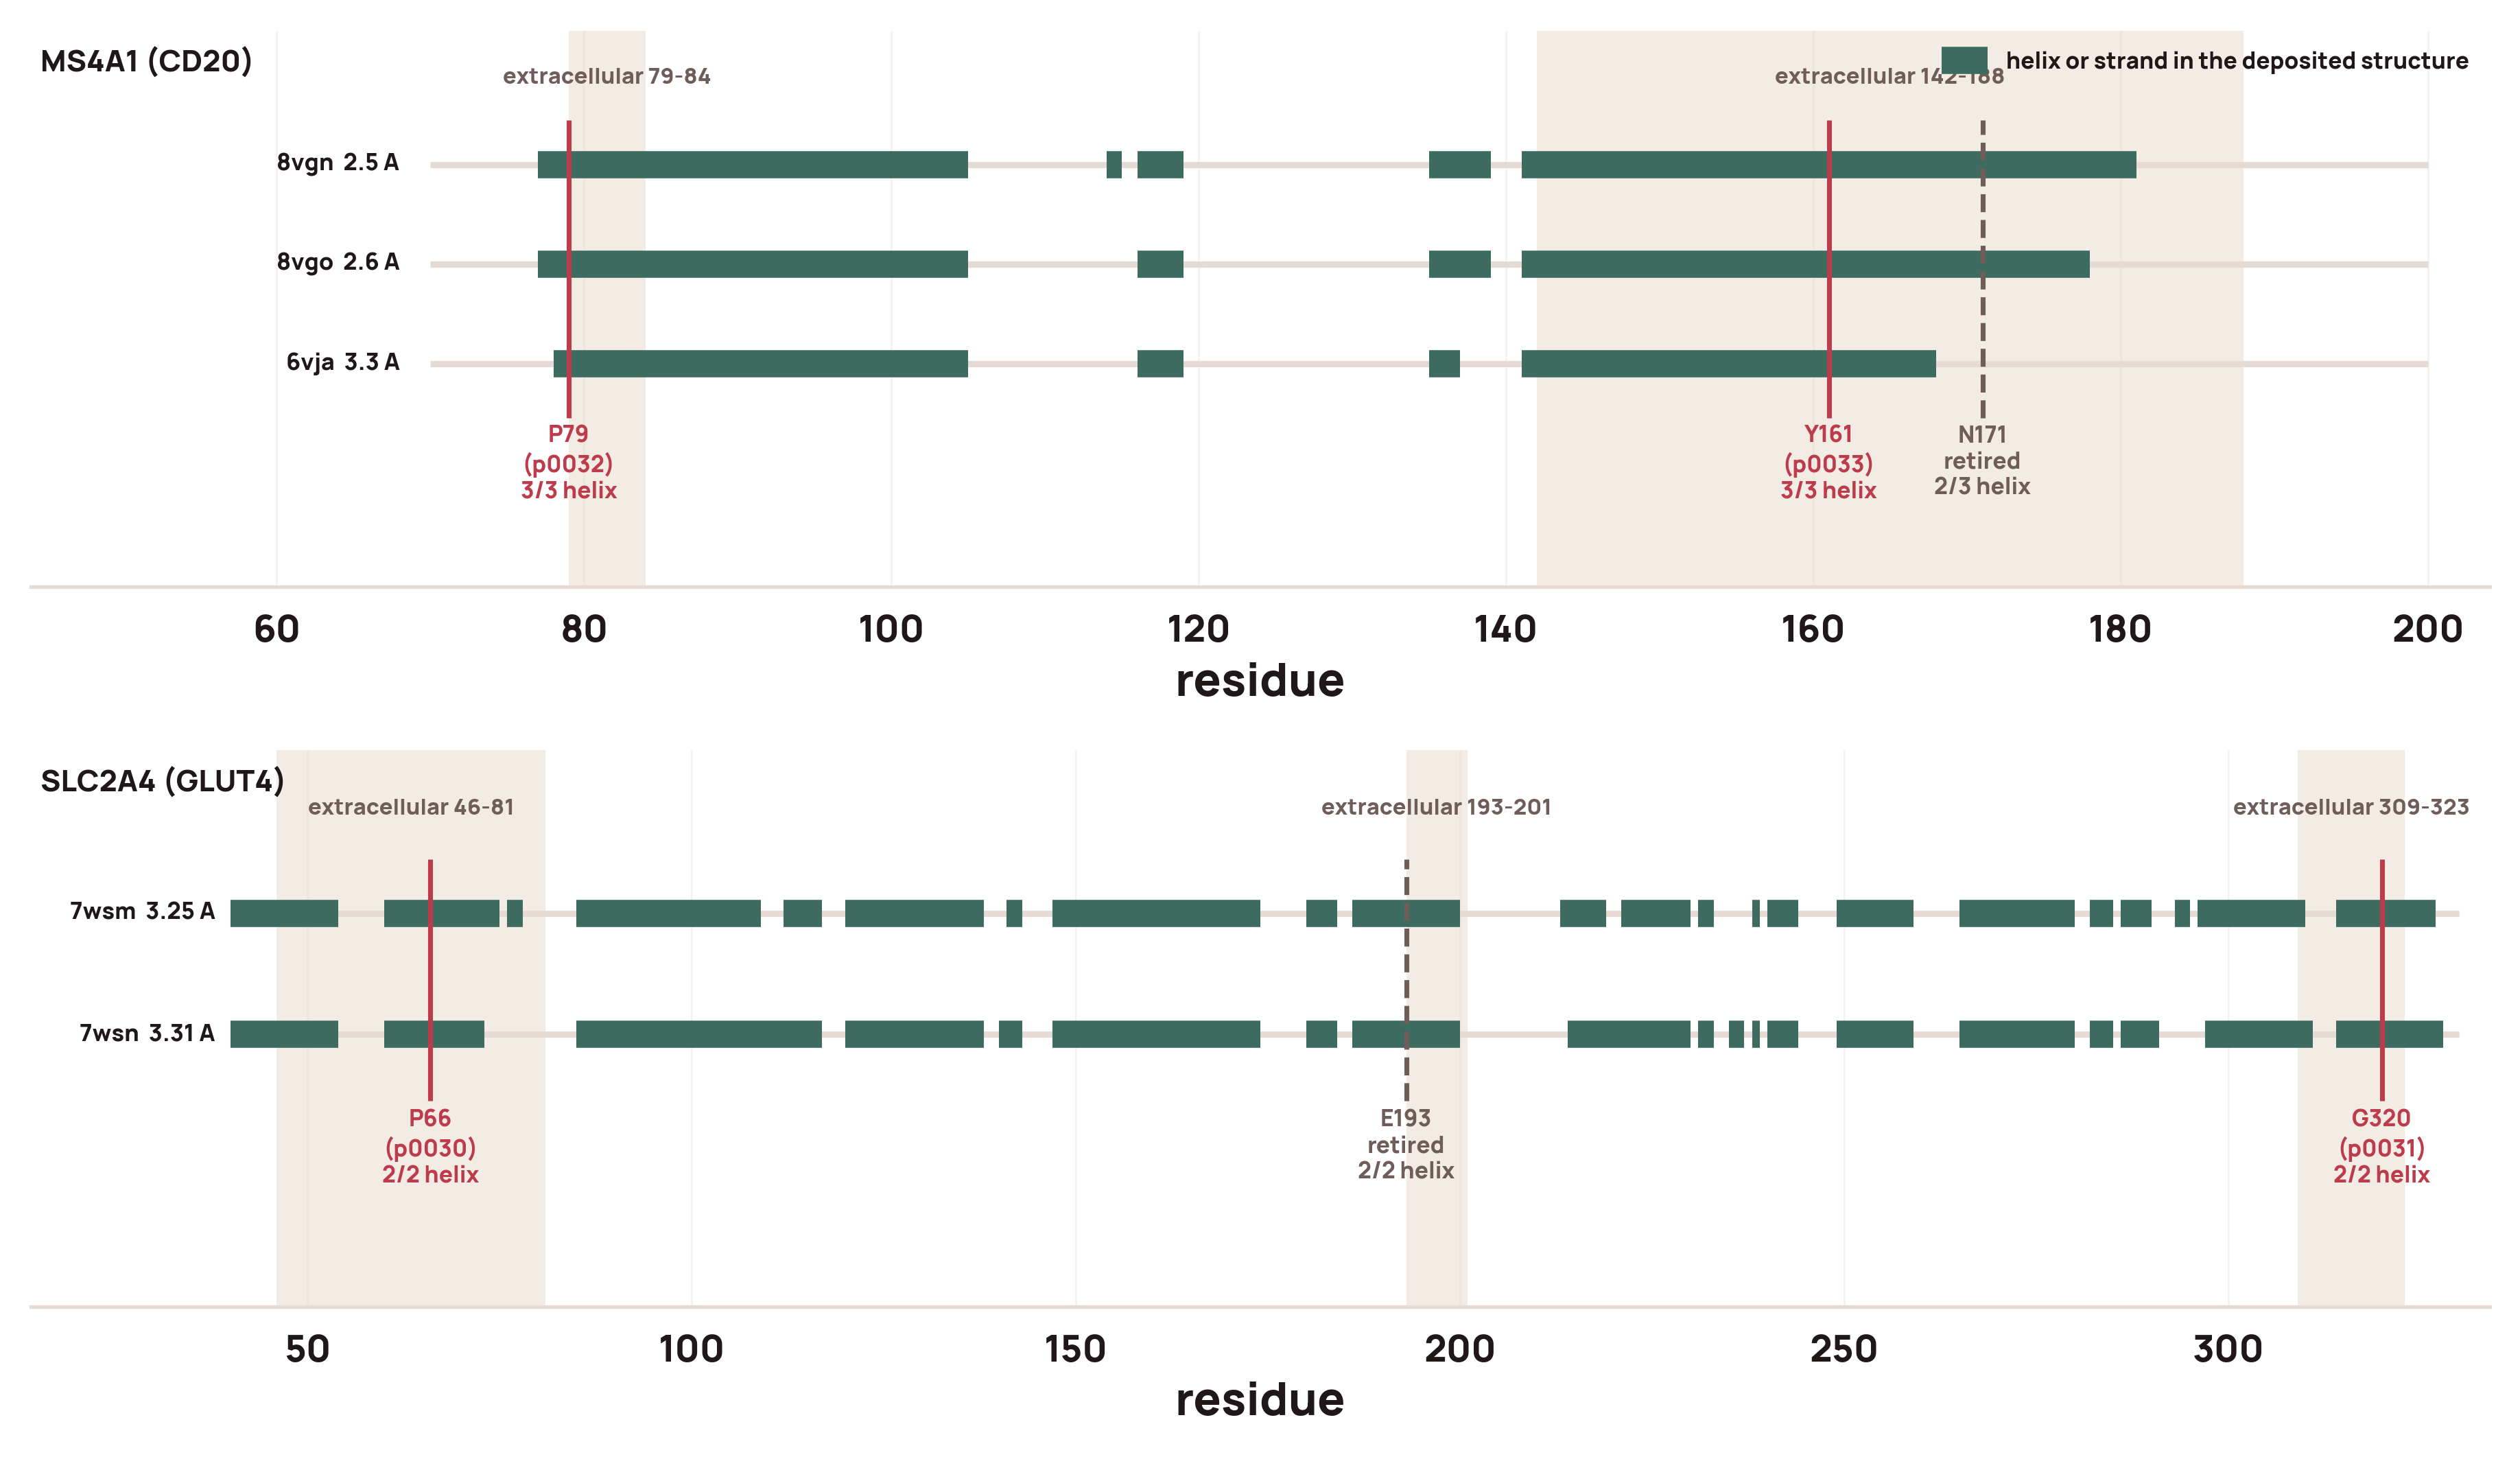 MS4A1 (CD20)
helix or strand in the deposited structure
extracellular 79-84
extracellular 142-188
8vgn 2.5 A
8vgo 2.6 A
6vja 3.3 A
P79
(p0032)
3/3 helix
Y161
(p0033)
3/3 helix
N171
retired
2/3 helix
60 80 100 120 140 160 180 200
residue
SLC2A4 (GLUT4)
extracellular 46-81
extracellular 193-201
extracellular 309-323
7wsm 3.25 A
7wsn 3.31 A
P66
(p0030)
2/2 helix
E193
retired
2/2 helix
G320
(p0031)
2/2 helix
50 100 150 200 250 300
residue